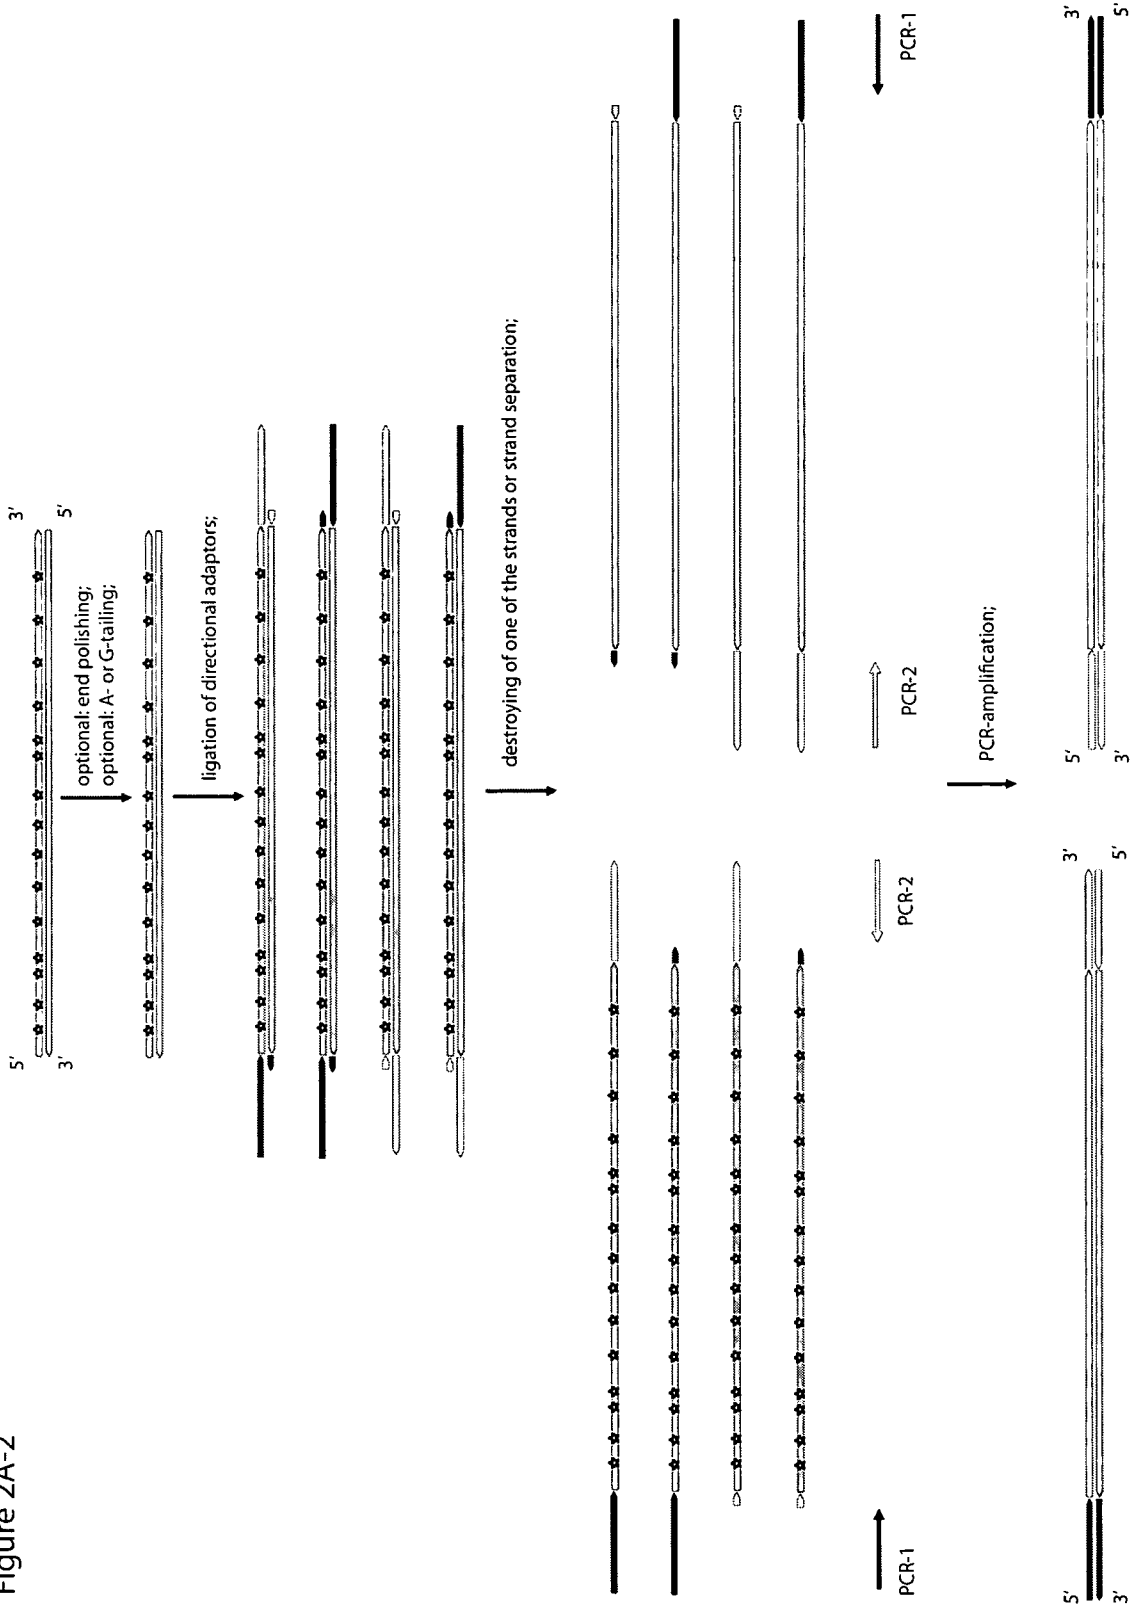 Figure 2A-2
5' 3'
3' 5'
optional: end polishing;
optional: A- or G-tailing;
ligation of directional adaptors;
destroying of one of the strands or strand separation;
PCR-1 PCR-2 PCR-2 PCR-1
PCR-amplification;
5' 3' 5' 3'
3' 5' 3' 5'